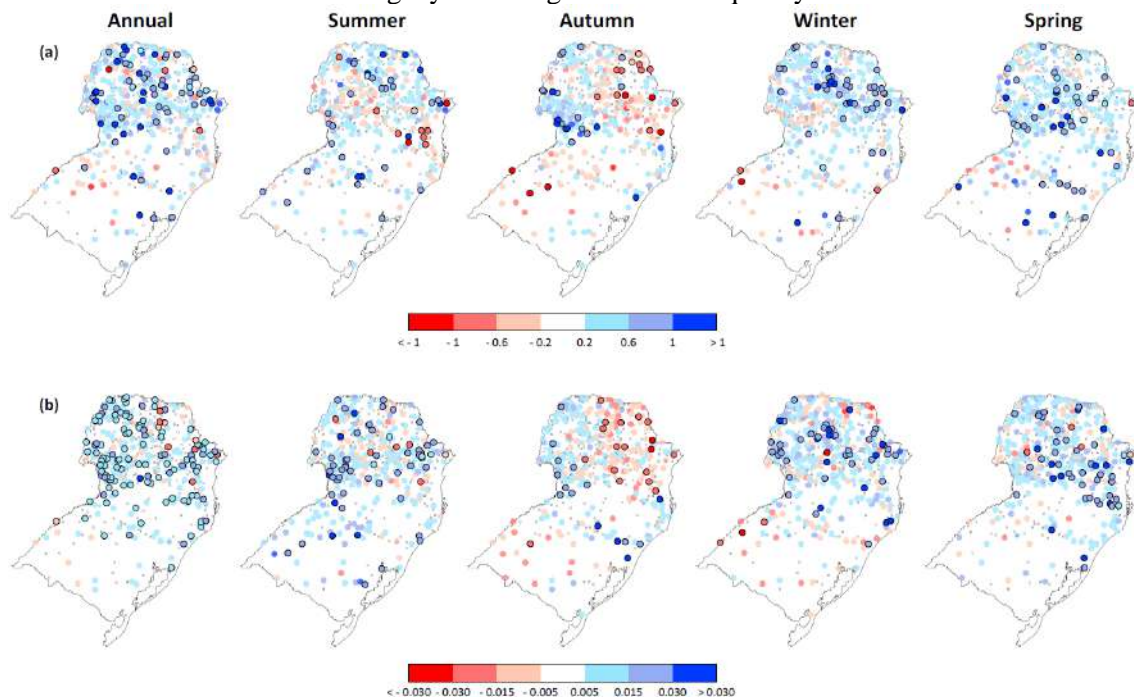 Annual Summer Autumn Winter Spring
(a)
< - 1 - 1 - 0.6 - 0.2 0.2 0.6 1 > 1
(b)
< - 0.030 - 0.030 - 0.015 - 0.005 0.005 0.015 0.030 > 0.030